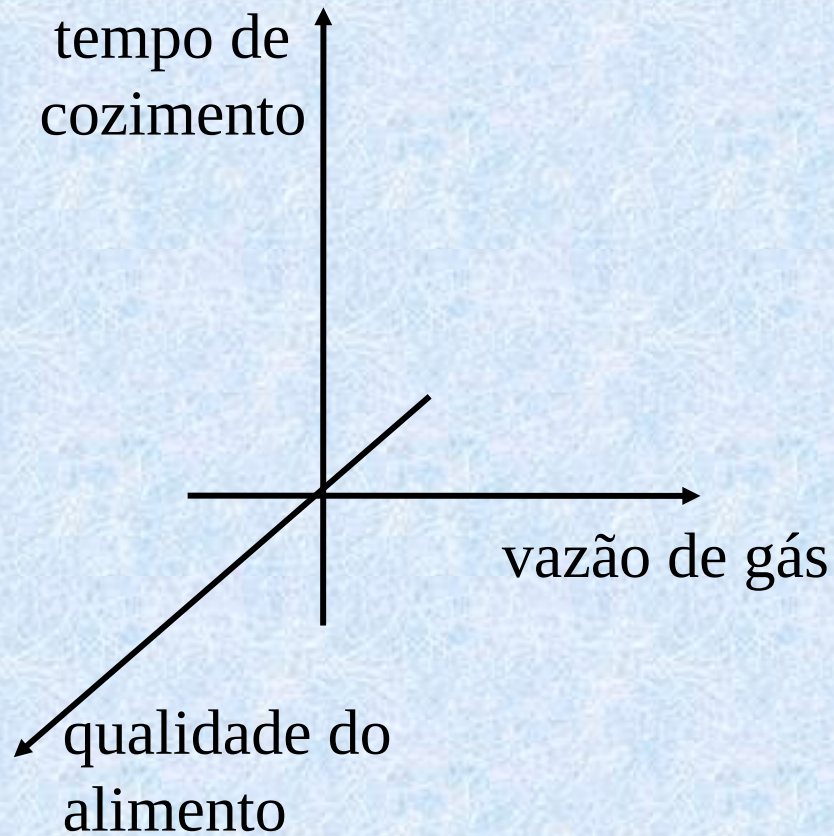 tempo de
cozimento
vazão de gás
qualidade do
alimento